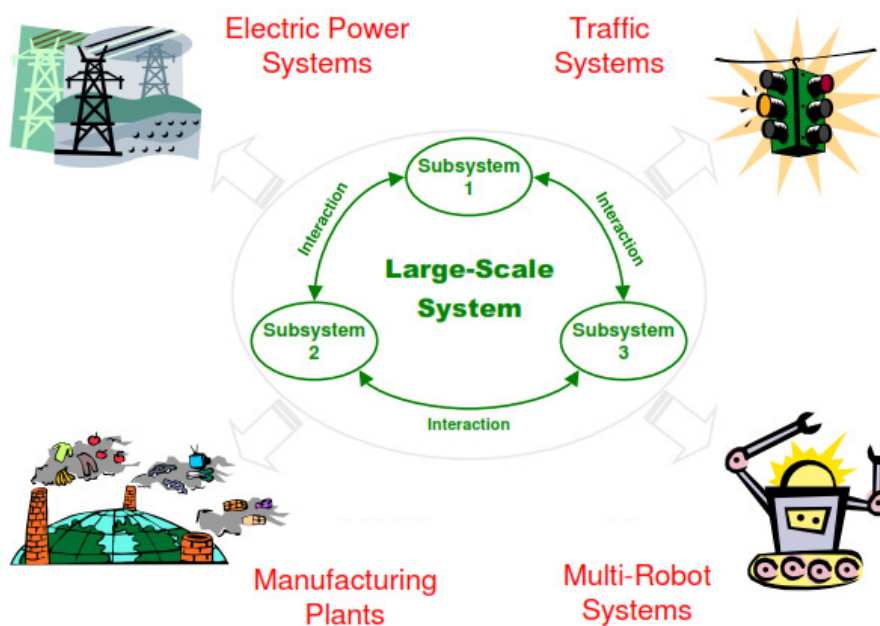 Electric Power
Systems
Traffic
Systems
Subsystem
1
Interaction
Interaction
Large-Scale
System
Subsystem
2
Subsystem
3
Interaction
Manufacturing
Plants
Multi-Robot
Systems